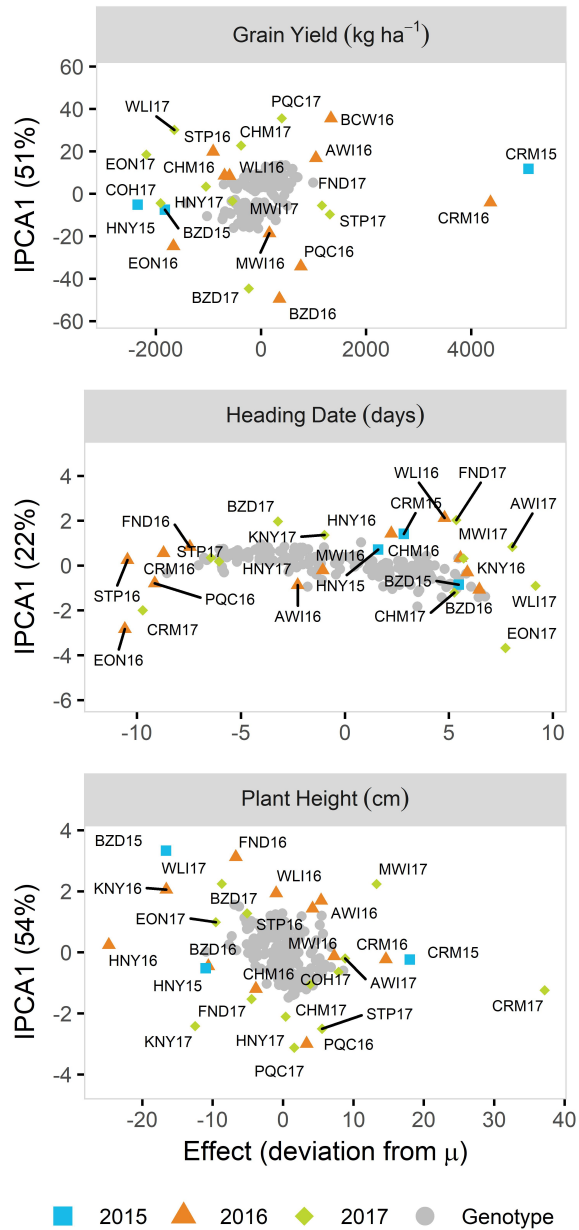 Grain Yield (kg ha⁻¹)
IPCA1 (51%)
60
40
20
0
-20
-40
-60
WLI17
PQC17
BCW16
STP16
CHM17
AWI16
CRM15
EON17
CHM16
WLI16
FND17
COH17
HNY17
MWI17
STP17
CRM16
HNY15
BZD15
EON16
MWI16
PQC16
BZD17
BZD16
-2000
0
2000
4000
Heading Date (days)
IPCA1 (22%)
4
2
0
-2
-4
-6
WLI16
FND17
BZD17
CRM15
AWI17
FND16
HNY16
KNY17
MWI17
STP17
MWI16
CHM16
CRM16
HNY17
HNY15
BZD15
KNY16
STP16
PQC16
AWI16
CHM17
BZD16
WLI17
CRM17
EON17
EON16
-10
-5
0
5
10
Plant Height (cm)
IPCA1 (54%)
4
2
0
-2
-4
BZD15
FND16
WLI17
WLI16
MWI17
KNY16
BZD17
EON17
STP16
AWI16
BZD16
MWI16
CRM16
CRM15
HNY16
HNY15
CHM16
COH17
AWI17
FND17
CHM17
STP17
CRM17
KNY17
HNY17
PQC16
PQC17
-20
-10
0
10
20
30
40
Effect (deviation from μ)
2015
2016
2017
Genotype